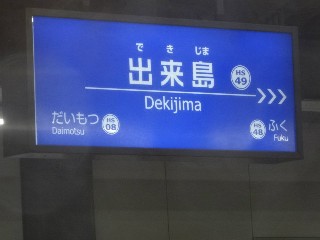 できじま
出来島 HS 49
Dekijima
だいもつ HS 08
Daimotsu
HS 48 ふく
Fuku